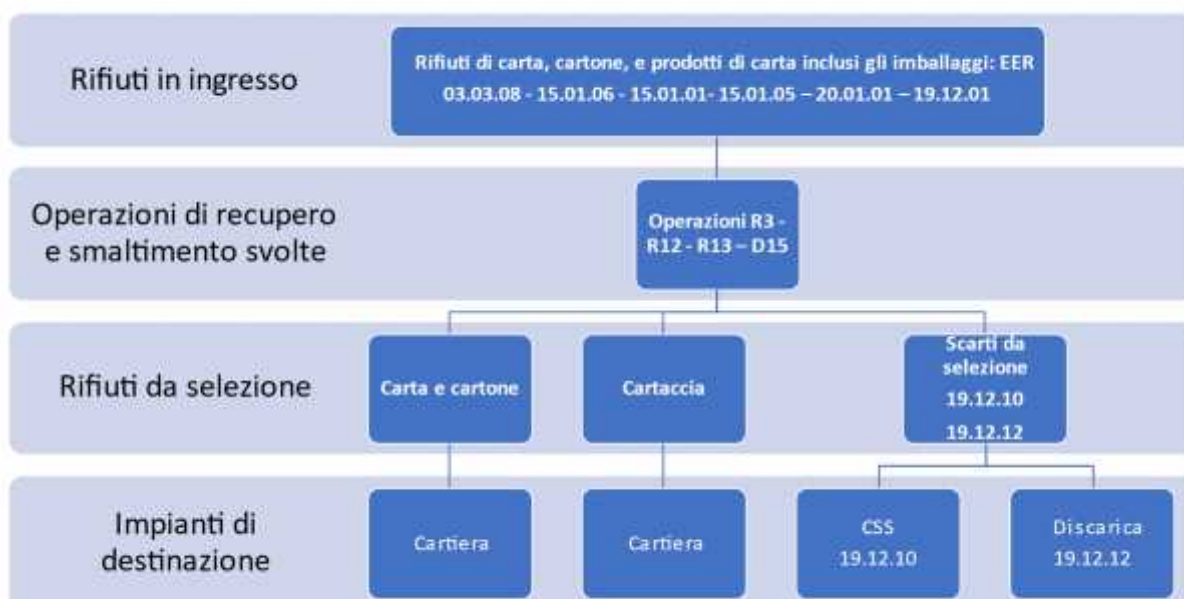 Rifiuti in ingresso
Rifiuti di carta, cartone, e prodotti di carta inclusi gli imballaggi: EER
03.03.08 - 15.01.06 - 15.01.01- 15.01.05 – 20.01.01 – 19.12.01
Operazioni di recupero
e smaltimento svolte
Operazioni R3 -
R12 - R13 – D15
Rifiuti da selezione
Carta e cartone
Cartaccia
Scarti da
selezione
19.12.10
19.12.12
Impianti di
destinazione
Cartiera
Cartiera
CSS
19.12.10
Discarica
19.12.12